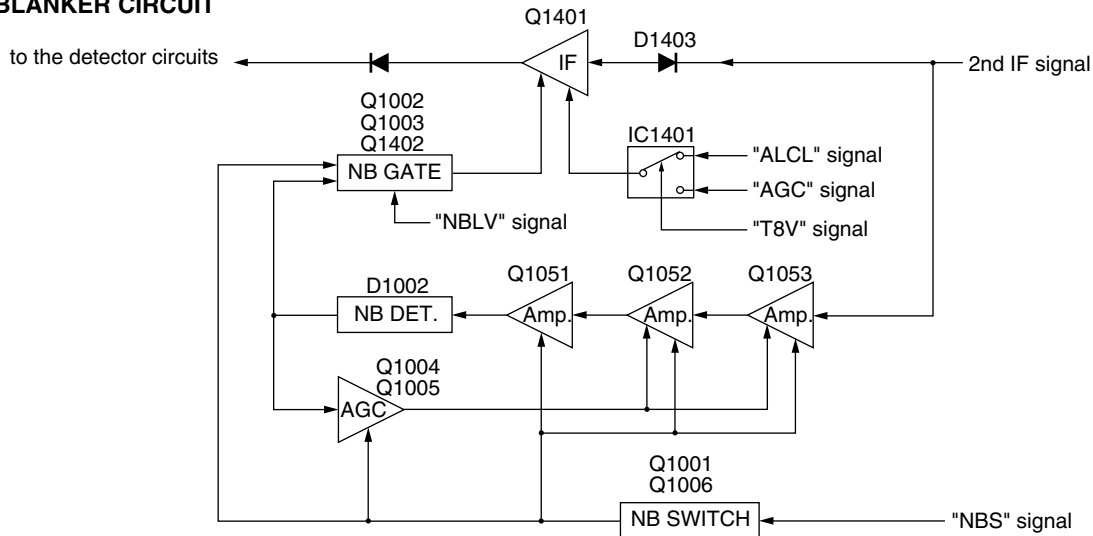 BLANKER CIRCUIT
Q1401
D1403
to the detector circuits
IF
2nd IF signal
Q1002
Q1003
Q1402
NB GATE
IC1401
"ALCL" signal
"AGC" signal
"T8V" signal
"NBLV" signal
D1002
NB DET.
Q1051
Amp.
Q1052
Amp.
Q1053
Amp.
Q1004
Q1005
AGC
Q1001
Q1006
NB SWITCH
"NBS" signal